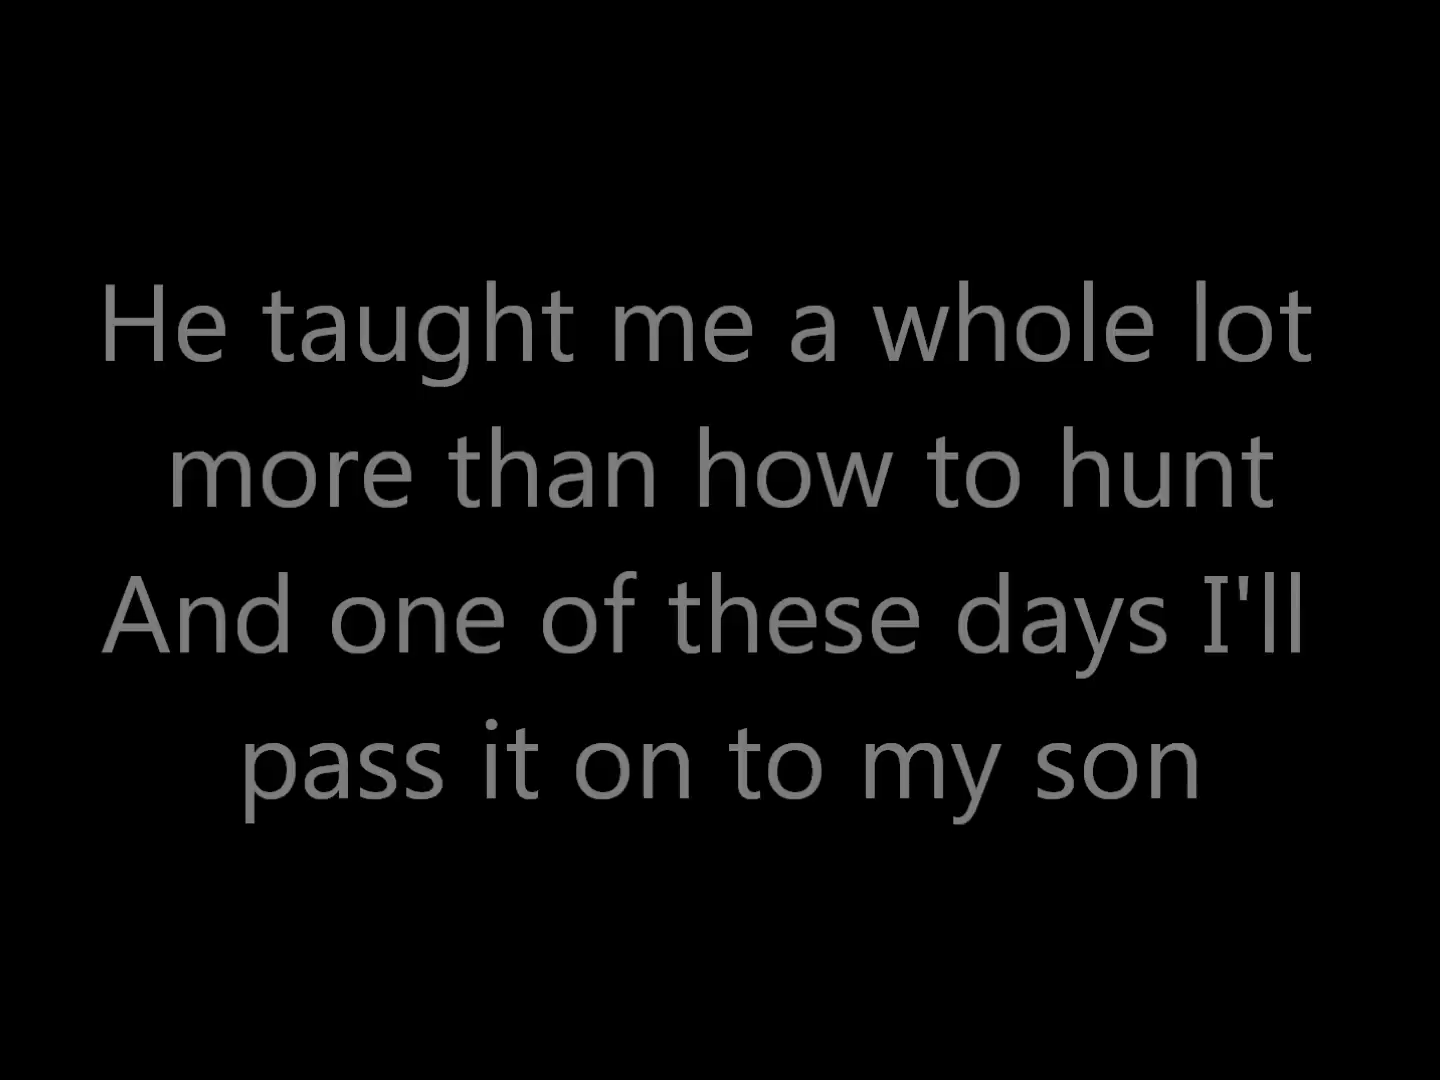 He taught me a whole lot
more than how to hunt
And one of these days I'll
pass it on to my son